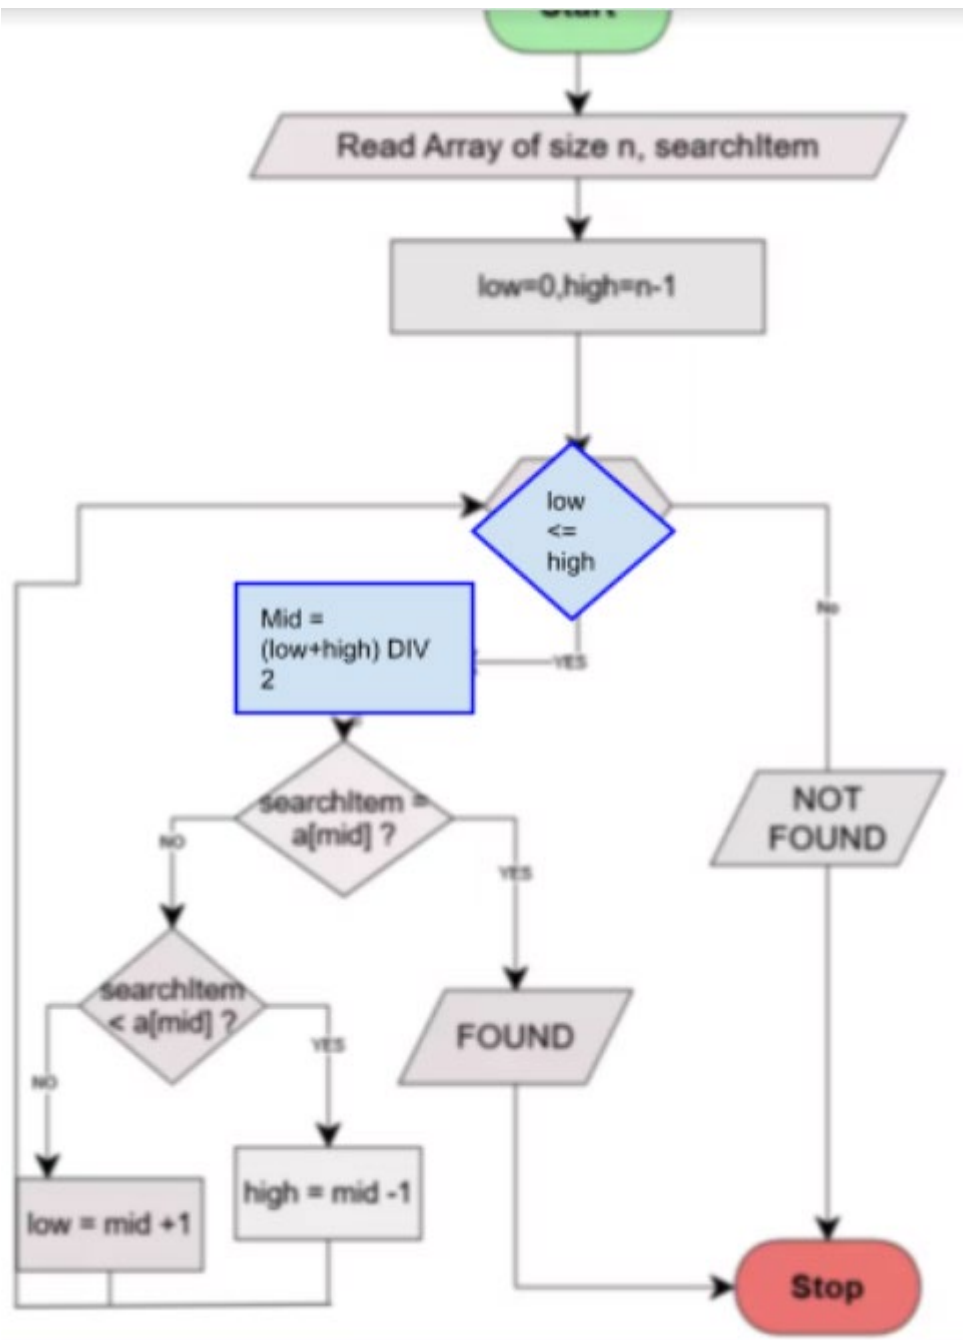 Start
Read Array of size n, searchItem
low=0,high=n-1
low
<=
high
No
Mid =
(low+high) DIV
2
YES
searchItem =
a[mid] ?
NO
YES
NOT
FOUND
searchItem
< a[mid] ?
NO
YES
FOUND
low = mid +1
high = mid -1
Stop